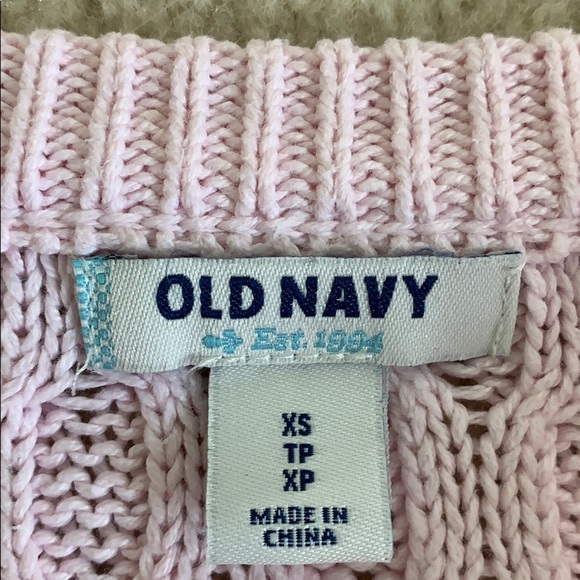 OLD NAVY
Est. 1994
XS
TP
XP
MADE IN
CHINA